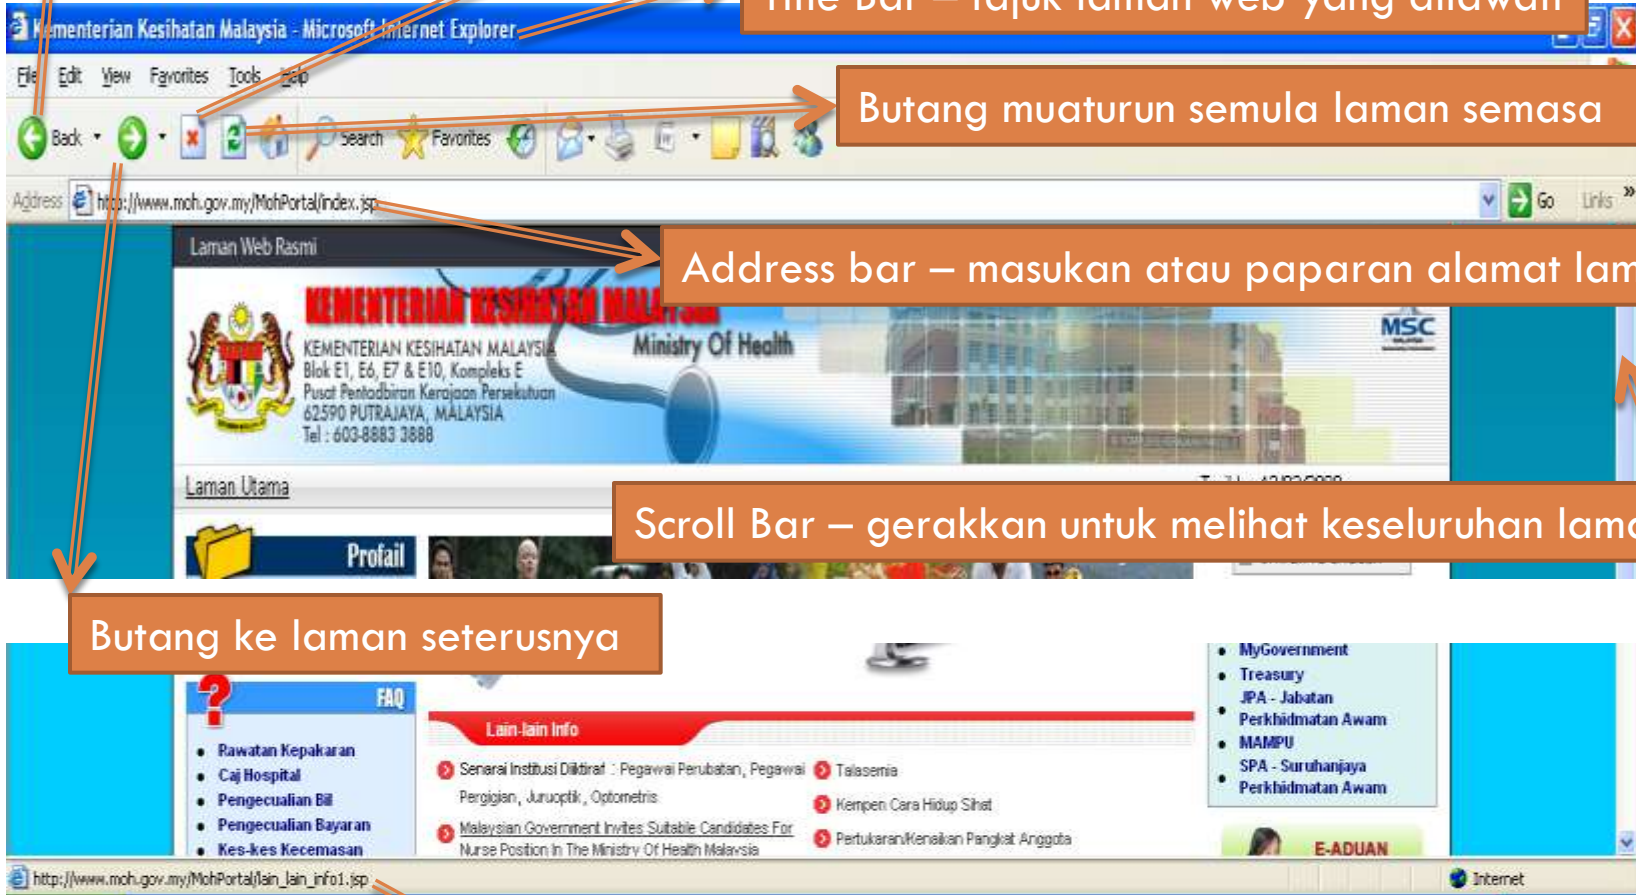 Title Bar – tajuk laman web yang dilawati
Kementerian Kesihatan Malaysia - Microsoft Internet Explorer
File Edit View Favorites Tools Help
Butang muaturun semula laman semasa
Back Search Favorites
Address http://www.moh.gov.my/MohPortal/index.jsp Go Links »
Laman Web Rasmi
Address bar – masukan atau paparan alamat lam
KEMENTERIAN KESIHATAN MALAYSIA
Ministry Of Health
MSC
KEMENTERIAN KESIHATAN MALAYSIA
Blok E1, E6, E7 & E10, Kompleks E
Pusat Pentadbiran Kerajaan Persekutuan
62590 PUTRAJAYA, MALAYSIA
Tel : 603-8883 3888
Laman Utama
Scroll Bar – gerakkan untuk melihat keseluruhan lama
Profail
Butang ke laman seterusnya
FAQ
Rawatan Kepakaran
Caj Hospital
Pengecualian Bil
Pengecualian Bayaran
Kes-kes Kecemasan
Lain-lain Info
Senarai Institusi Diiktiraf : Pegawai Perubatan, Pegawai
Pergigian, Juruoptik, Optometris
Malaysian Government Invites Suitable Candidates For
Nurse Position In The Ministry Of Health Malaysia
Talasemia
Kempen Cara Hidup Sihat
Pertukaran/Kenaikan Pangkat Anggota
MyGovernment
Treasury
JPA - Jabatan
Perkhidmatan Awam
MAMPU
SPA - Suruhanjaya
Perkhidmatan Awam
E-ADUAN
http://www.moh.gov.my/MohPortal/lain_lain_info1.jsp
Internet